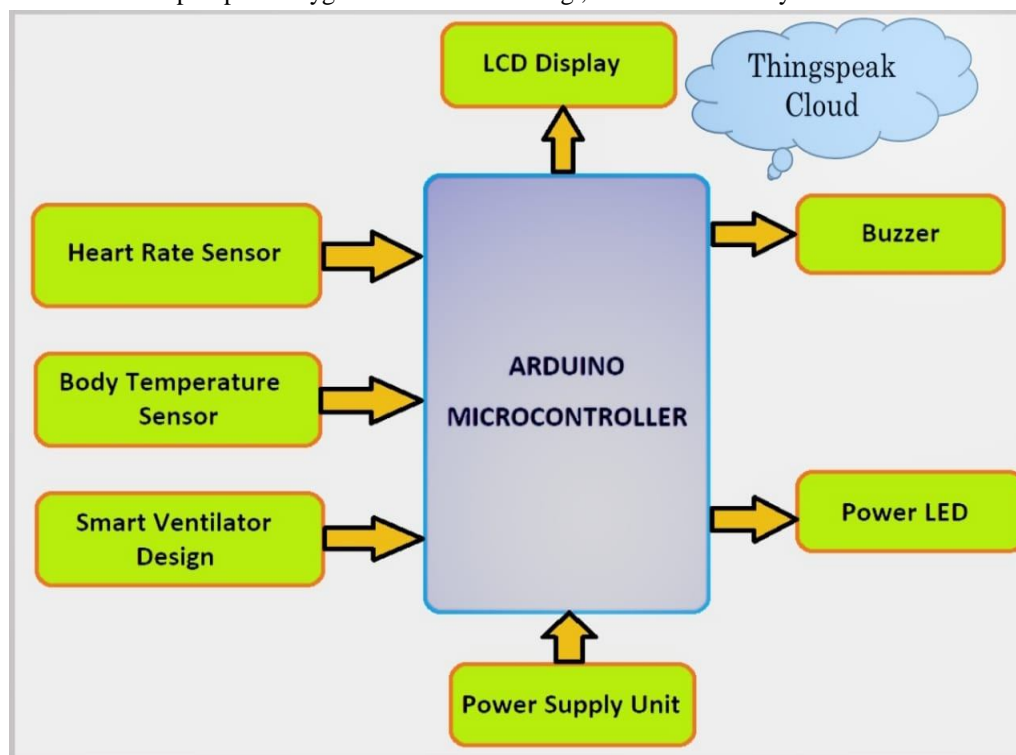 LCD Display
Thingspeak
Cloud
Heart Rate Sensor
Buzzer
Body Temperature
Sensor
ARDUINO
MICROCONTROLLER
Smart Ventilator
Design
Power LED
Power Supply Unit